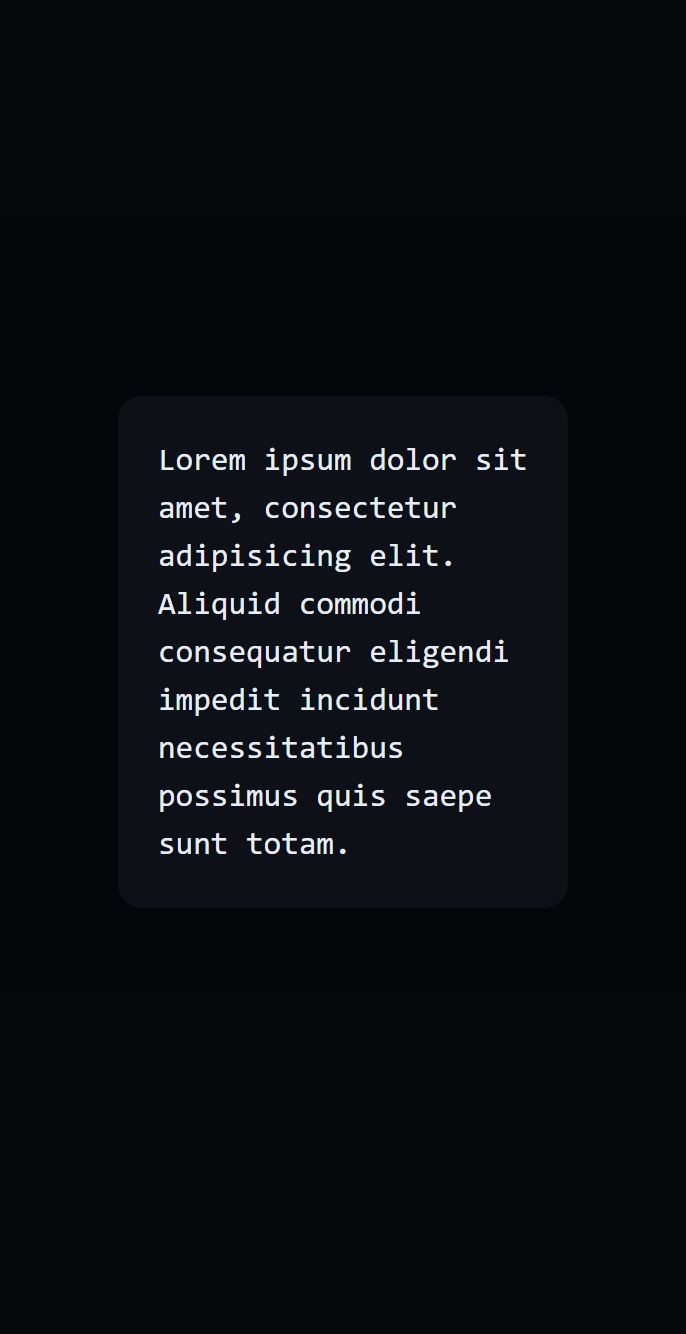 Lorem ipsum dolor sit
amet, consectetur
adipisicing elit.
Aliquid commodi
consequatur eligendi
impedit incidunt
necessitatibus
possimus quis saepe
sunt totam.